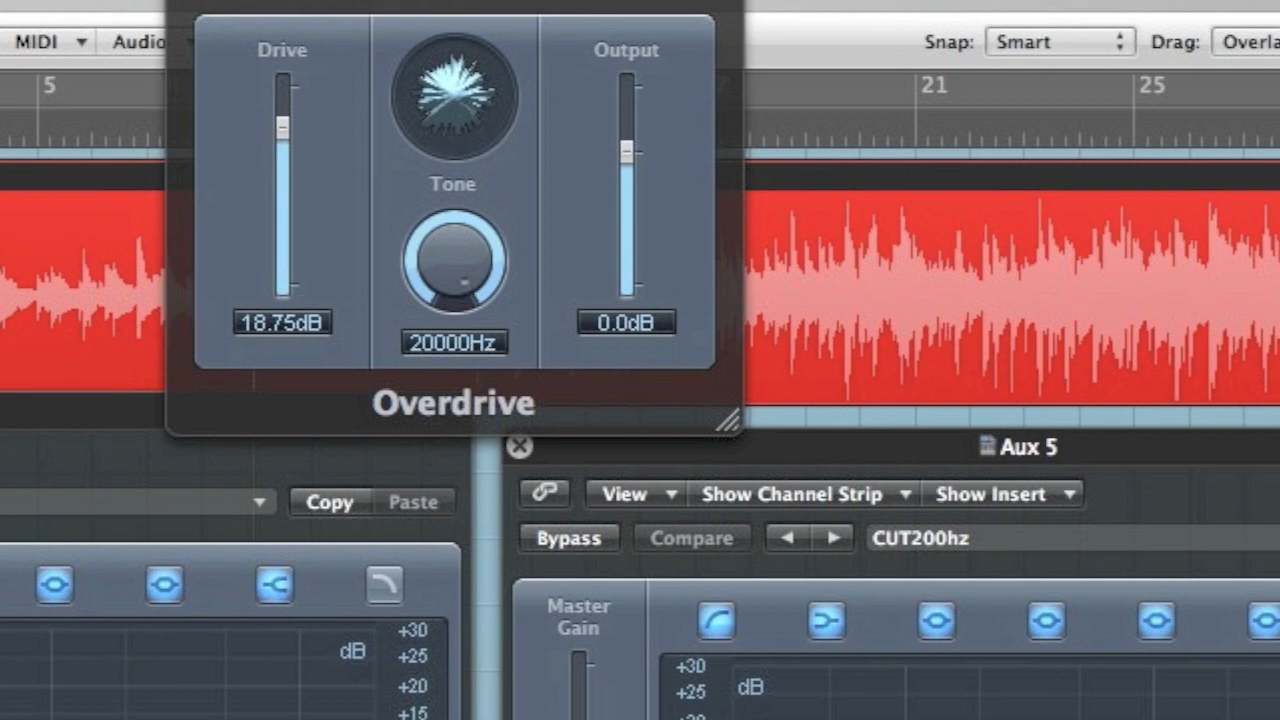 MIDI Audio
Snap: Smart Drag: Overla
5 21 25
Drive Output
Tone
18.75dB 0.0dB
20000Hz
Overdrive
Aux 5
View Show Channel Strip Show Insert
Copy Paste
Bypass Compare CUT200hz
Master
Gain
+30
dB
+25
+20
+15
+30
+25
dB